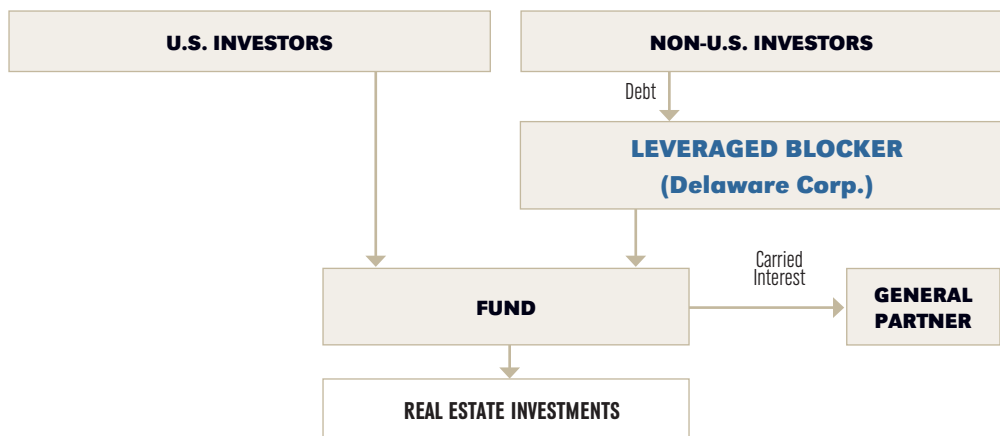 U.S. INVESTORS
NON-U.S. INVESTORS
Debt
LEVERAGED BLOCKER
(Delaware Corp.)
Carried
Interest
FUND
GENERAL
PARTNER
REAL ESTATE INVESTMENTS